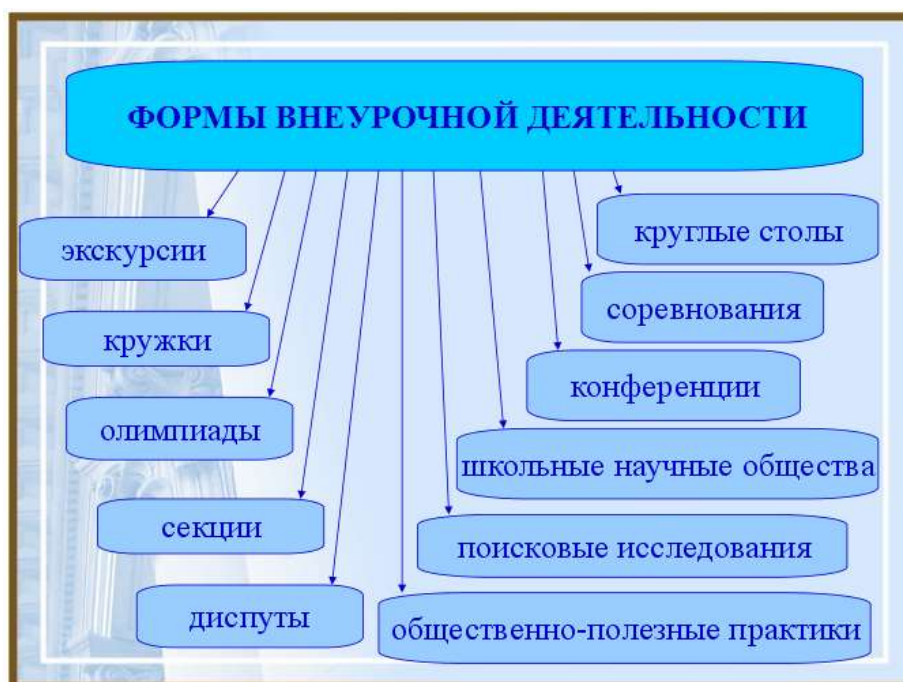 ФОРМЫ ВНЕУРОЧНОЙ ДЕЯТЕЛЬНОСТИ
экскурсии
кружки
олимпиады
секции
диспуты
круглые столы
соревнования
конференции
школьные научные общества
поисковые исследования
общественно-полезные практики